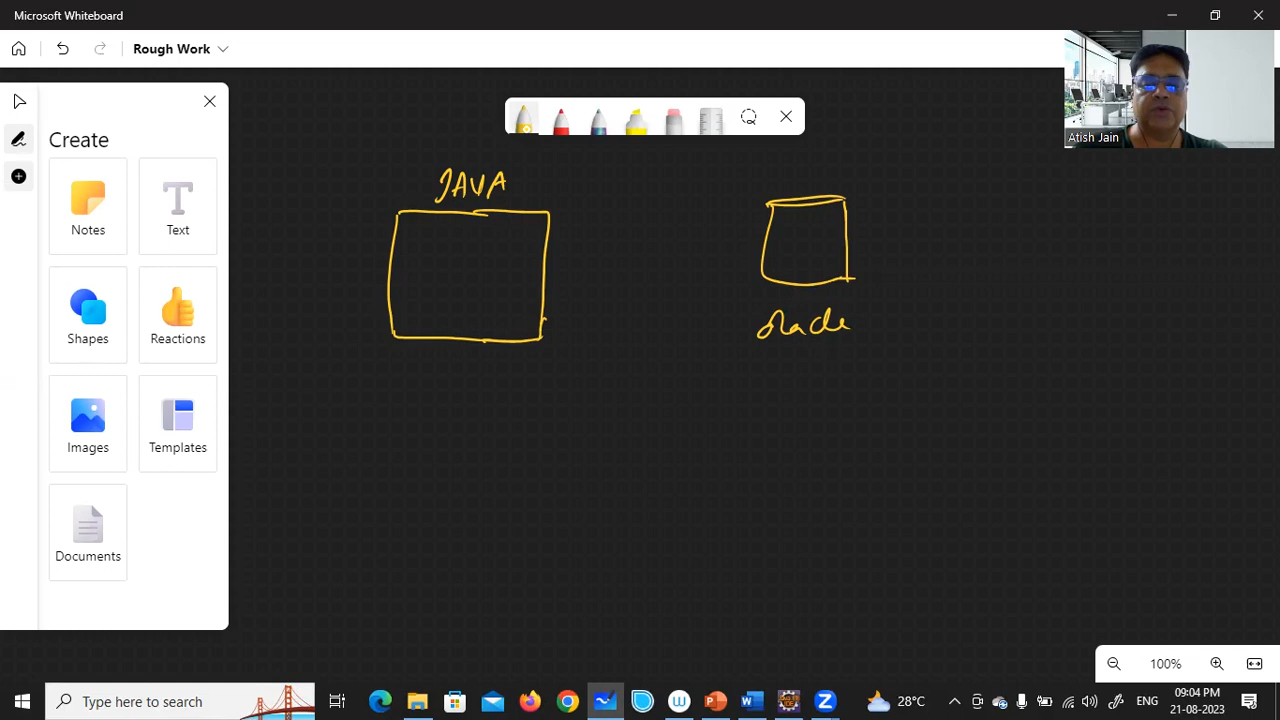 Microsoft Whiteboard
Rough Work
Atish Jain
Create
Notes
Text
Shapes
Reactions
Images
Templates
Documents
JAVA
Oracle
100%
Type here to search
28°C
ENG
09:04 PM
21-08-2023